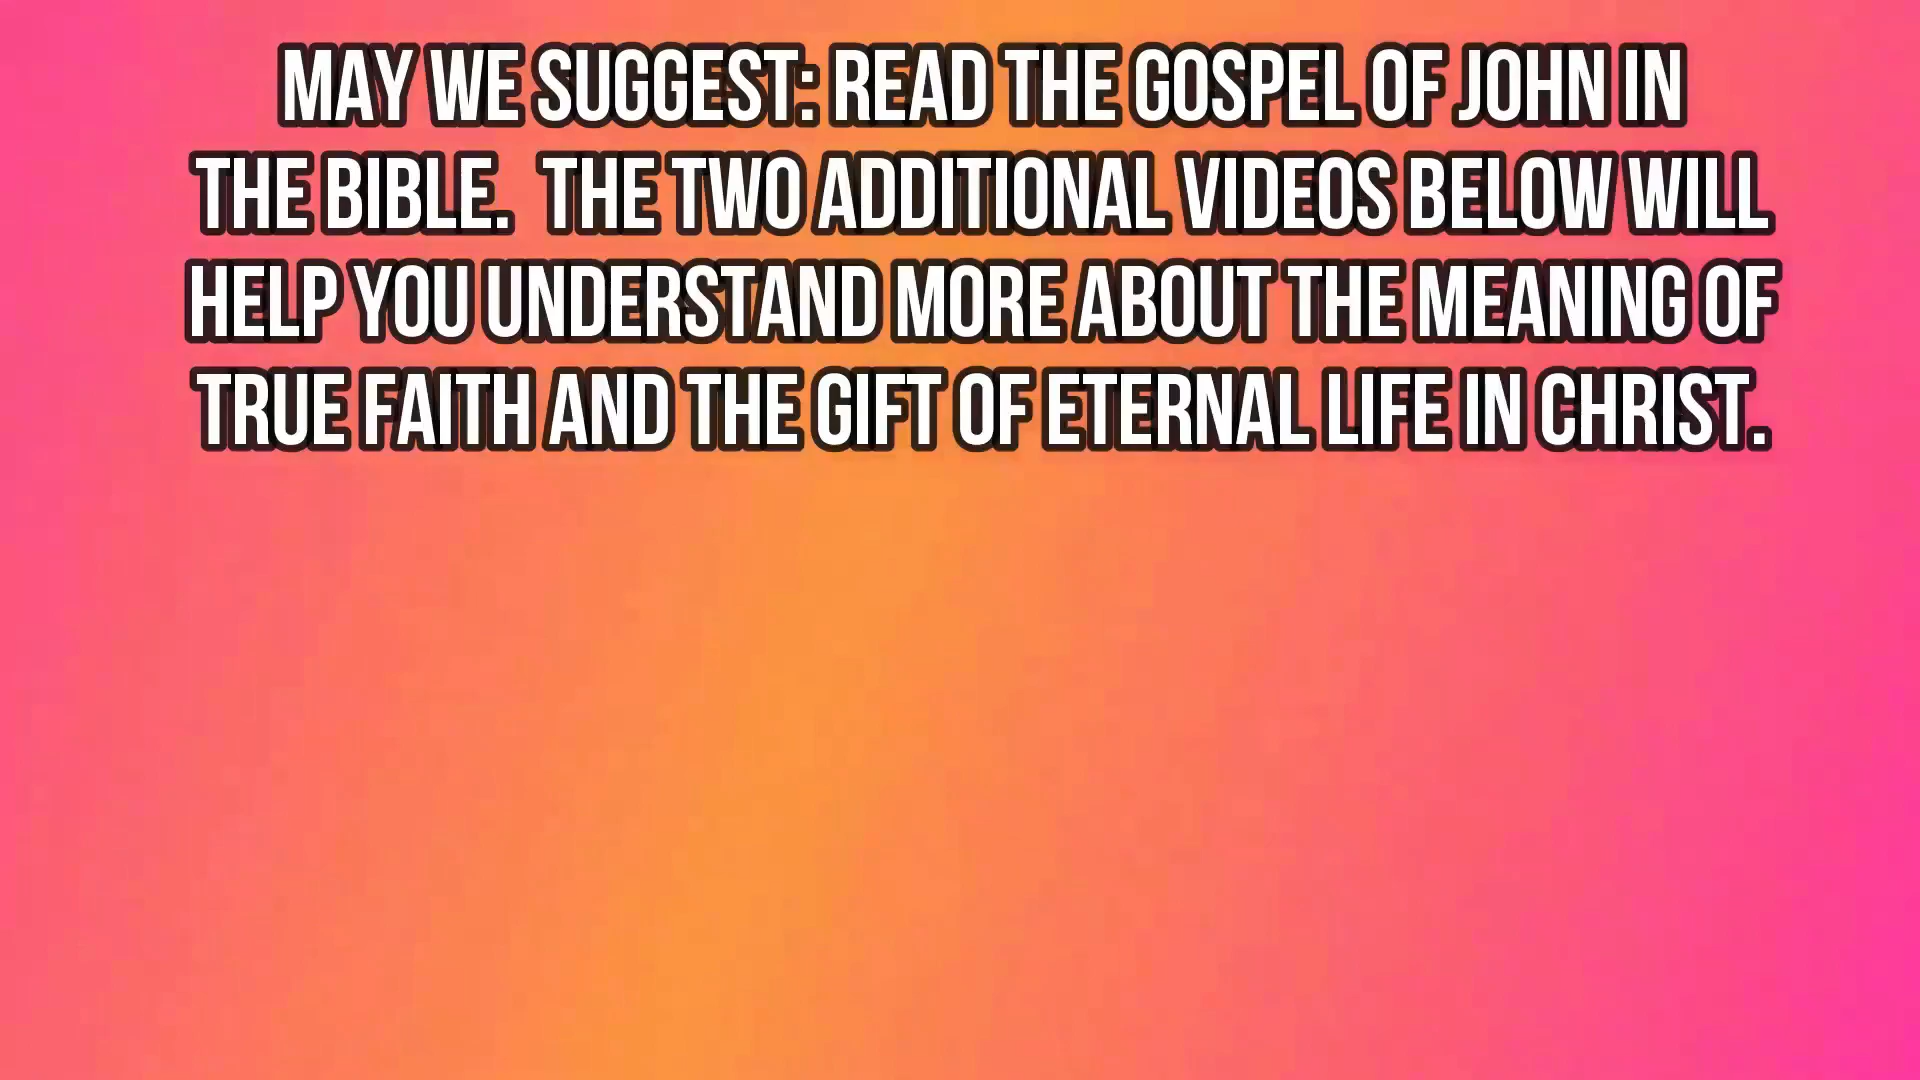 MAY WE SUGGEST: READ THE GOSPEL OF JOHN IN
THE BIBLE.  THE TWO ADDITIONAL VIDEOS BELOW WILL
HELP YOU UNDERSTAND MORE ABOUT THE MEANING OF
TRUE FAITH AND THE GIFT OF ETERNAL LIFE IN CHRIST.